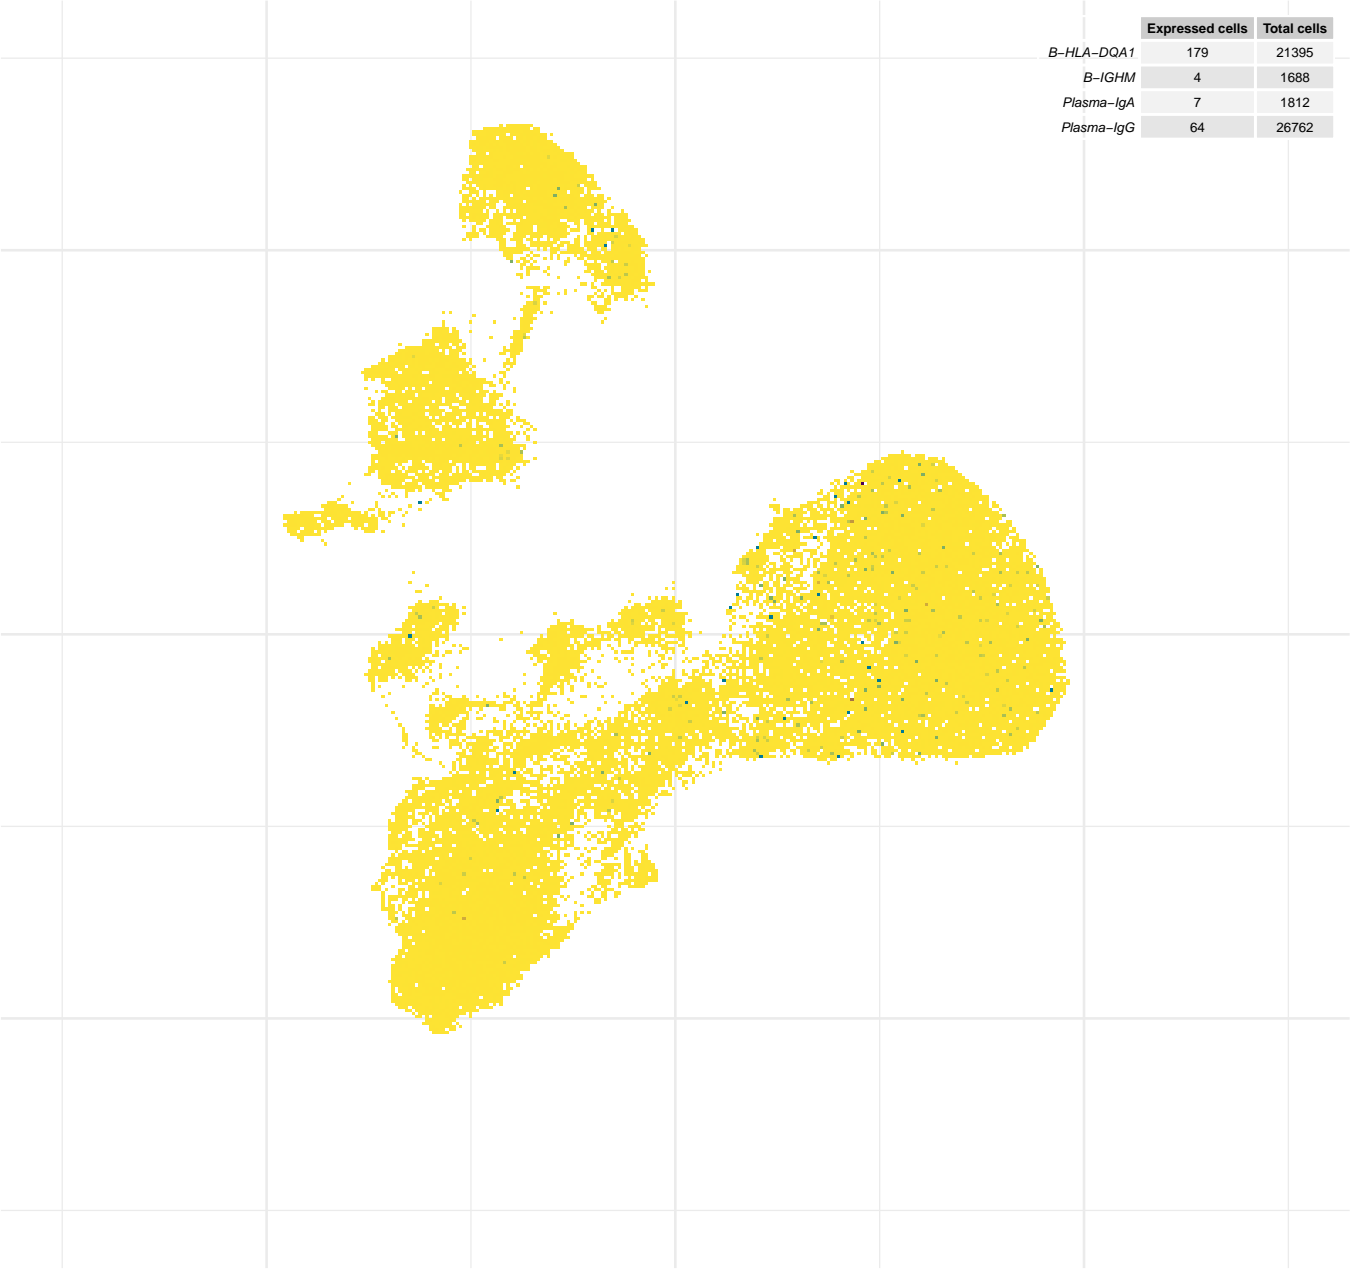 Expressed cells Total cells
B−HLA−DQA1 179 21395
B−IGHM 4 1688
Plasma−IgA 7 1812
Plasma−IgG 64 26762